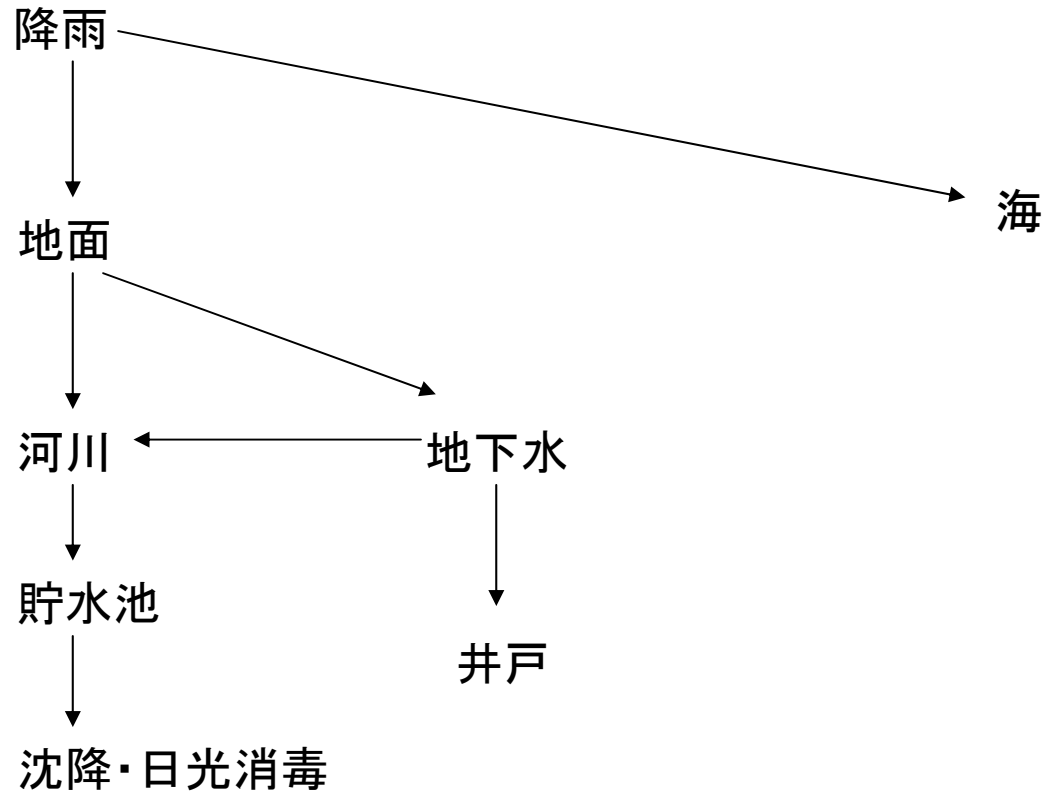 降雨
海
地面
河川
地下水
貯水池
井戸
沈降・日光消毒